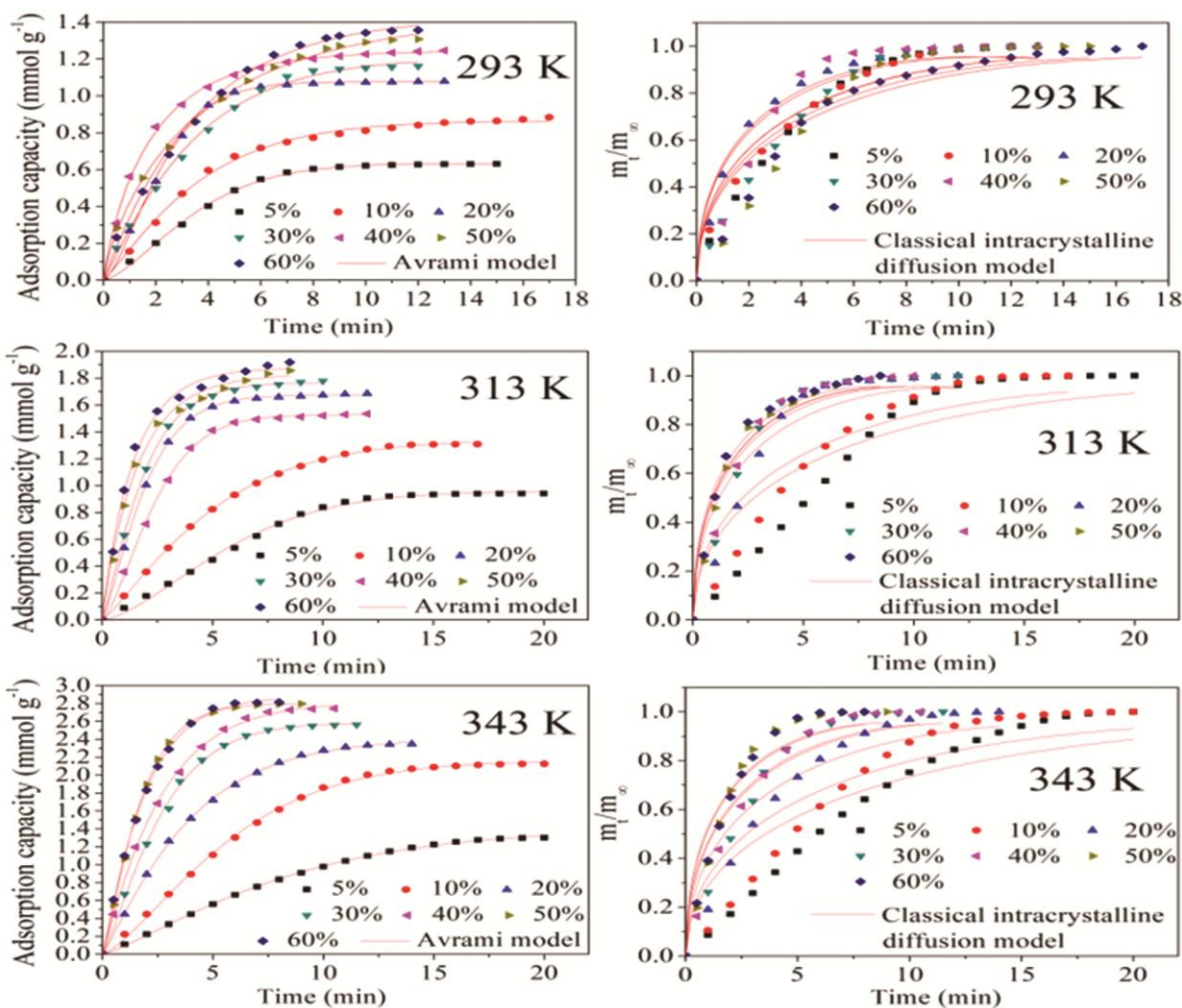 Adsorption capacity (mmol g⁻¹)
1.4
1.2
1.0
0.8
0.6
0.4
0.2
0.0
293 K
5% 10% 20%
30% 40% 50%
60% Avrami model
0 2 4 6 8 10 12 14 16 18
Time (min)
mt/m∞
1.0
0.8
0.6
0.4
0.2
0.0
293 K
5% 10% 20%
30% 40% 50%
60%
Classical intracrystalline
diffusion model
0 2 4 6 8 10 12 14 16 18
Time (min)
Adsorption capacity (mmol g⁻¹)
2.0
1.8
1.6
1.4
1.2
1.0
0.8
0.6
0.4
0.2
0.0
313 K
5% 10% 20%
30% 40% 50%
60% Avrami model
0 5 10 15 20
Time (min)
mt/m∞
1.0
0.8
0.6
0.4
0.2
0.0
313 K
5% 10% 20%
30% 40% 50%
60%
Classical intracrystalline
diffusion model
0 5 10 15 20
Time (min)
Adsorption capacity (mmol g⁻¹)
3.0
2.8
2.6
2.4
2.2
2.0
1.8
1.6
1.4
1.2
1.0
0.8
0.6
0.4
0.2
0.0
343 K
5% 10% 20%
30% 40% 50%
60% Avrami model
0 5 10 15 20
Time (min)
mt/m∞
1.0
0.8
0.6
0.4
0.2
0.0
343 K
5% 10% 20%
30% 40% 50%
60%
Classical intracrystalline
diffusion model
0 5 10 15 20
Time (min)